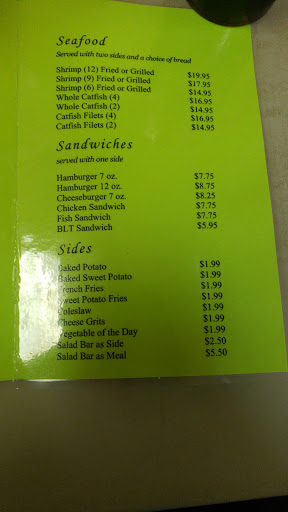 Seafood
Served with two sides and a choice of bread
Shrimp (12) Fried or Grilled $19.95
Shrimp (9) Fried or Grilled $17.95
Shrimp (6) Fried or Grilled $14.95
Whole Catfish (4) $16.95
Whole Catfish (2) $14.95
Catfish Filets (4) $16.95
Catfish Filets (2) $14.95
Sandwiches
served with one side
Hamburger 7 oz. $7.75
Hamburger 12 oz. $8.75
Cheeseburger 7 oz. $8.25
Chicken Sandwich $7.75
Fish Sandwich $7.75
BLT Sandwich $5.95
Sides
Baked Potato $1.99
Baked Sweet Potato $1.99
French Fries $1.99
Sweet Potato Fries $1.99
Coleslaw $1.99
Cheese Grits $1.99
Vegetable of the Day $1.99
Salad Bar as Side $2.50
Salad Bar as Meal $5.50